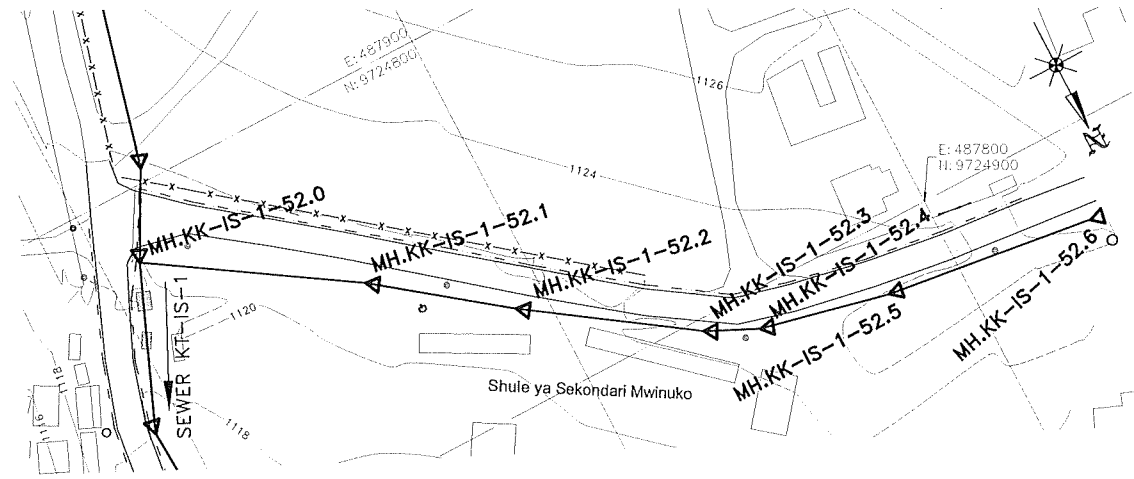 E: 487900
N: 9724800
1126
1124
E: 487800
N: 9724900
N
MH.KK-IS-1-52.0
MH.KK-IS-1-52.1
MH.KK-IS-1-52.2
MH.KK-IS-1-52.3
MH.KK-IS-1-52.4
MH.KK-IS-1-52.5
MH.KK-IS-1-52.6
SEWER KT-IS-1
1120
1118
1116
Shule ya Sekondari Mwinuko
1118